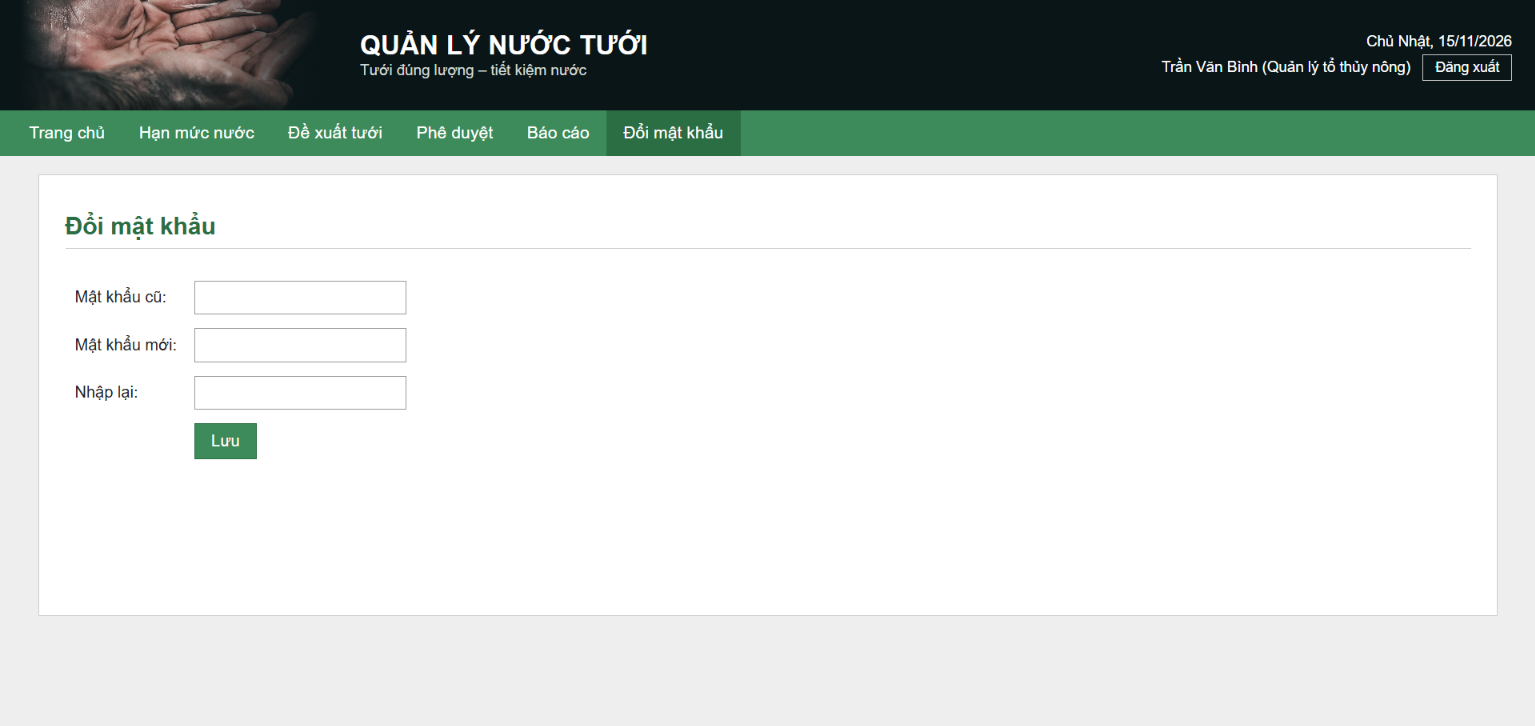 QUẢN LÝ NƯỚC TƯỚI
Tưới đúng lượng – tiết kiệm nước
Chủ Nhật, 15/11/2026
Trần Văn Bình (Quản lý tổ thủy nông)
Đăng xuất
Trang chủ
Hạn mức nước
Đề xuất tưới
Phê duyệt
Báo cáo
Đổi mật khẩu
Đổi mật khẩu
Mật khẩu cũ:
Mật khẩu mới:
Nhập lại:
Lưu